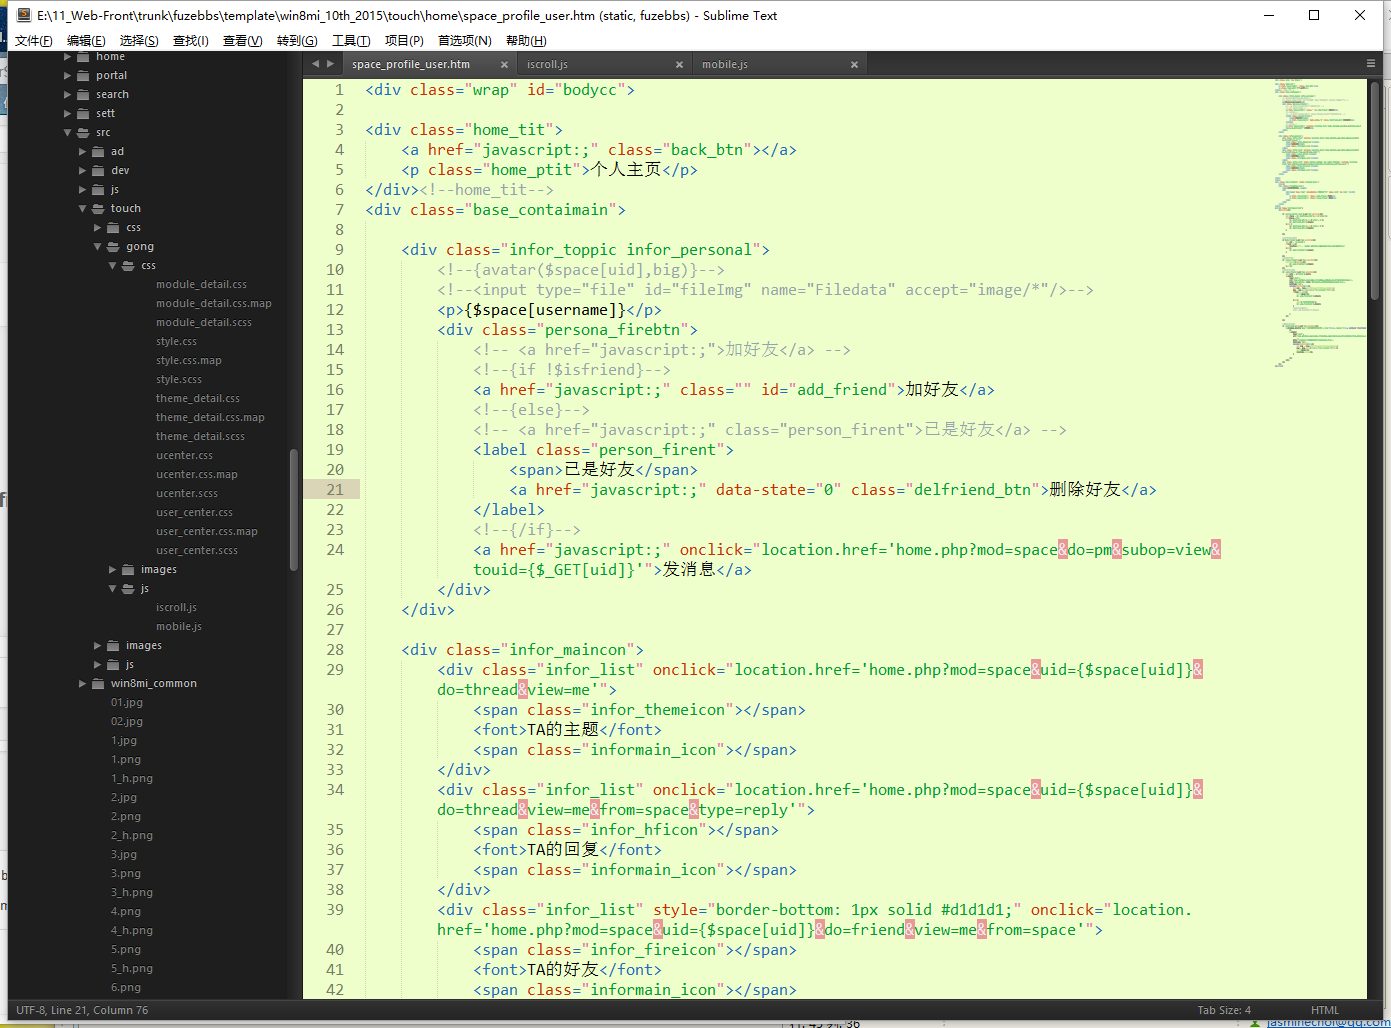 E:\11_Web-Front\trunk\fuzebbs\template\win8mi_10th_2015\touch\home\space_profile_user.htm (static, fuzebbs) - Sublime Text
文件(F) 编辑(E) 选择(S) 查找(I) 查看(V) 转到(G) 工具(T) 项目(P) 首选项(N) 帮助(H)
home
portal
search
sett
src
ad
dev
js
touch
css
gong
css
module_detail.css
module_detail.css.map
module_detail.scss
style.css
style.css.map
style.scss
theme_detail.css
theme_detail.css.map
theme_detail.scss
ucenter.css
ucenter.css.map
ucenter.scss
user_center.css
user_center.css.map
user_center.scss
images
js
iscroll.js
mobile.js
images
js
win8mi_common
01.jpg
02.jpg
1.jpg
1.png
1_h.png
2.jpg
2.png
2_h.png
3.jpg
3.png
3_h.png
4.png
4_h.png
5.png
5_h.png
6.png
space_profile_user.htm iscroll.js mobile.js
1 <div class="wrap" id="bodycc">
2
3 <div class="home_tit">
4 <a href="javascript:;" class="back_btn"></a>
5 <p class="home_ptit">个人主页</p>
6 </div><!--home_tit-->
7 <div class="base_contaimain">
8
9 <div class="infor_toppic infor_personal">
10 <!--{avatar($space[uid],big)}-->
11 <!--<input type="file" id="fileImg" name="Filedata" accept="image/*"/>-->
12 <p>{$space[username]}</p>
13 <div class="persona_firebtn">
14 <!-- <a href="javascript:;">加好友</a> -->
15 <!--{if !$isfriend}-->
16 <a href="javascript:;" class="" id="add_friend">加好友</a>
17 <!--{else}-->
18 <!-- <a href="javascript:;" class="person_firent">已是好友</a> -->
19 <label class="person_firent">
20 <span>已是好友</span>
21 <a href="javascript:;" data-state="0" class="delfriend_btn">删除好友</a>
22 </label>
23 <!--{/if}-->
24 <a href="javascript:;" onclick="location.href='home.php?mod=space&do=pm&subop=view&
touid={$_GET[uid]}'">发消息</a>
25 </div>
26 </div>
27
28 <div class="infor_maincon">
29 <div class="infor_list" onclick="location.href='home.php?mod=space&uid={$space[uid]}&
do=thread&view=me'">
30 <span class="infor_themeicon"></span>
31 <font>TA的主题</font>
32 <span class="informain_icon"></span>
33 </div>
34 <div class="infor_list" onclick="location.href='home.php?mod=space&uid={$space[uid]}&
do=thread&view=me&from=space&type=reply'">
35 <span class="infor_hficon"></span>
36 <font>TA的回复</font>
37 <span class="informain_icon"></span>
38 </div>
39 <div class="infor_list" style="border-bottom: 1px solid #d1d1d1;" onclick="location.
href='home.php?mod=space&uid={$space[uid]}&do=friend&view=me&from=space'">
40 <span class="infor_fireicon"></span>
41 <font>TA的好友</font>
42 <span class="informain_icon"></span>
UTF-8, Line 21, Column 76 Tab Size: 4 HTML